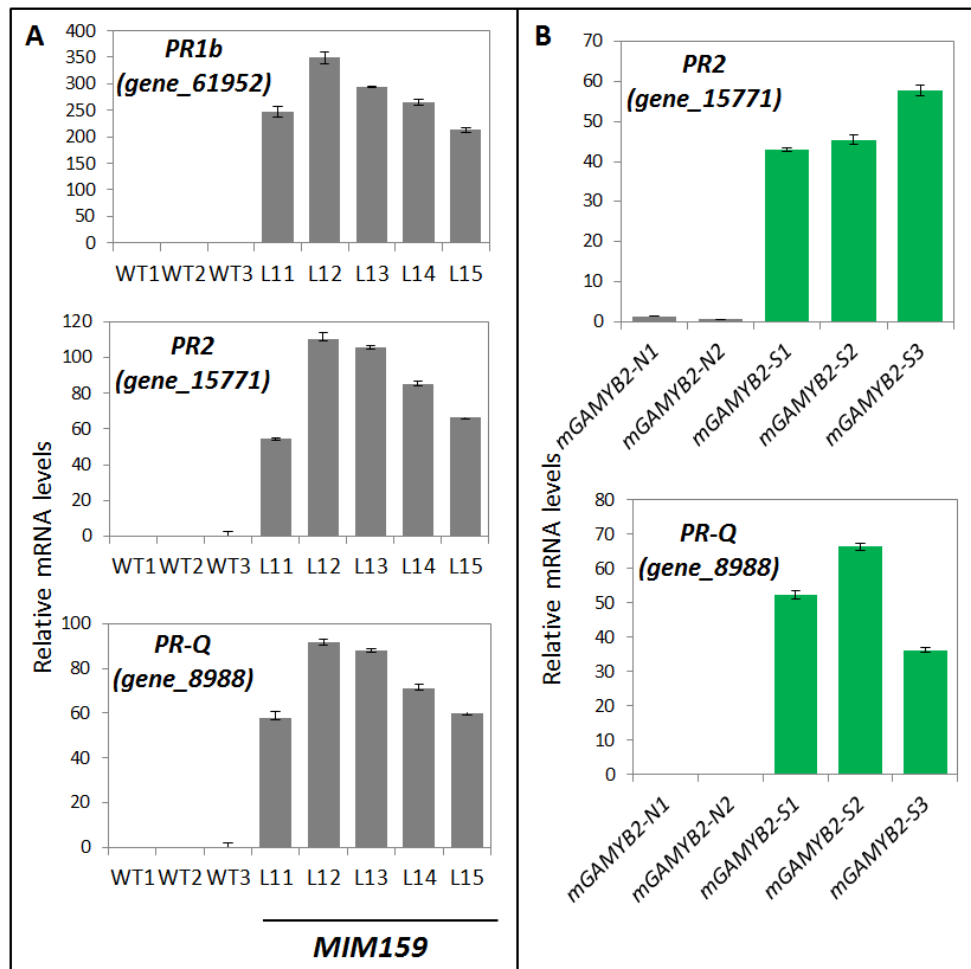 A
PR1b
(gene_61952)
400
350
300
250
200
150
100
50
0
WT1 WT2 WT3 L11 L12 L13 L14 L15
PR2
(gene_15771)
120
100
80
60
40
20
0
WT1 WT2 WT3 L11 L12 L13 L14 L15
Relative mRNA levels
PR-Q
(gene_8988)
100
80
60
40
20
0
WT1 WT2 WT3 L11 L12 L13 L14 L15
MIM159
B
PR2
(gene_15771)
70
60
50
40
30
20
10
0
mGAMYB2-N1
mGAMYB2-N2
mGAMYB2-S1
mGAMYB2-S2
mGAMYB2-S3
Relative mRNA levels
PR-Q
(gene_8988)
80
70
60
50
40
30
20
10
0
mGAMYB2-N1
mGAMYB2-N2
mGAMYB2-S1
mGAMYB2-S2
mGAMYB2-S3